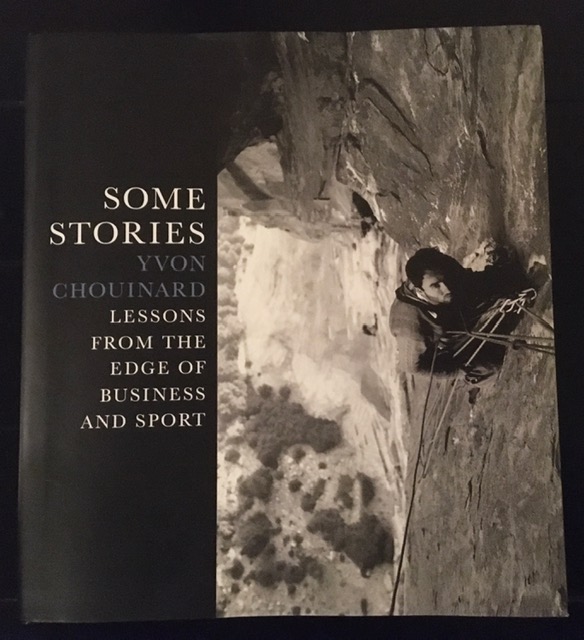 SOME
STORIES
YVON
CHOUINARD
LESSONS
FROM THE
EDGE OF
BUSINESS
AND SPORT